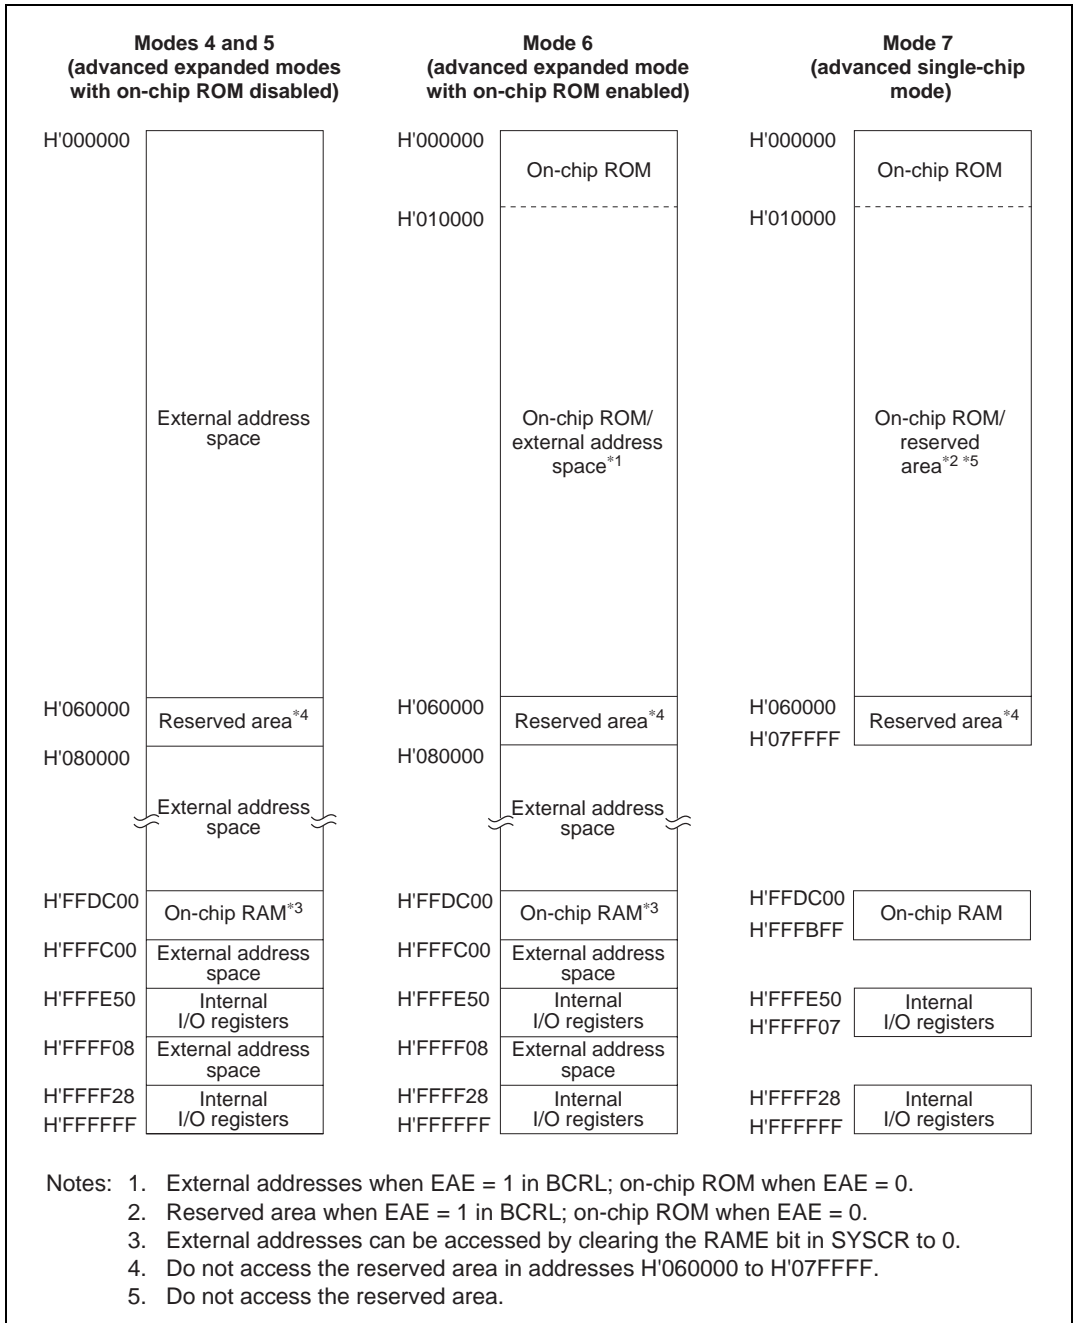 Modes 4 and 5
(advanced expanded modes
with on-chip ROM disabled)
H'000000
External address
space
H'060000
Reserved area*4
H'080000
External address
space
H'FFDC00
On-chip RAM*3
H'FFFC00
External address
space
H'FFFE50
Internal
I/O registers
H'FFFF08
External address
space
H'FFFF28
Internal
I/O registers
H'FFFFFF
Mode 6
(advanced expanded mode
with on-chip ROM enabled)
H'000000
On-chip ROM
H'010000
On-chip ROM/
external address
space*1
H'060000
Reserved area*4
H'080000
External address
space
H'FFDC00
On-chip RAM*3
H'FFFC00
External address
space
H'FFFE50
Internal
I/O registers
H'FFFF08
External address
space
H'FFFF28
Internal
I/O registers
H'FFFFFF
Mode 7
(advanced single-chip
mode)
H'000000
On-chip ROM
H'010000
On-chip ROM/
reserved
area*2 *5
H'060000
Reserved area*4
H'07FFFF
H'FFDC00
On-chip RAM
H'FFFBFF
H'FFFE50
Internal
I/O registers
H'FFFF07
H'FFFF28
Internal
I/O registers
H'FFFFFF
Notes: 1. External addresses when EAE = 1 in BCRL; on-chip ROM when EAE = 0.
2. Reserved area when EAE = 1 in BCRL; on-chip ROM when EAE = 0.
3. External addresses can be accessed by clearing the RAME bit in SYSCR to 0.
4. Do not access the reserved area in addresses H'060000 to H'07FFFF.
5. Do not access the reserved area.